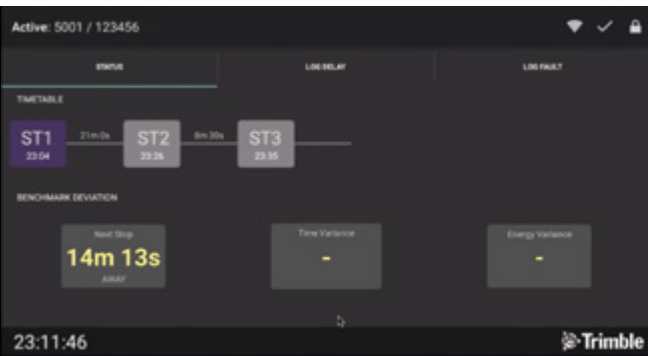 Active: 5001 / 123456
STATUS LOG DELAY LOG FAULT
TIMETABLE
ST1 21m 0s ST2 8m 30s ST3
23:04 23:26 23:35
BENCHMARK DEVIATION
Next Stop Time Variance Energy Variance
14m 13s - -
AWAY
23:11:46 Trimble